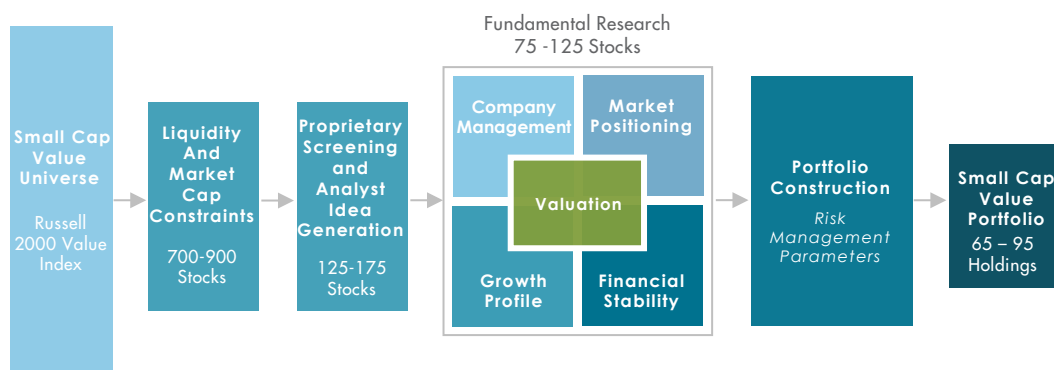 Small Cap
Value
Universe
Russell
2000 Value
Index
Liquidity
And
Market
Cap
Constraints
700-900
Stocks
Proprietary
Screening
and
Analyst
Idea
Generation
125-175
Stocks
Fundamental Research
75 -125 Stocks
Company
Management
Market
Positioning
Valuation
Growth
Profile
Financial
Stability
Portfolio
Construction
Risk
Management
Parameters
Small Cap
Value
Portfolio
65 – 95
Holdings